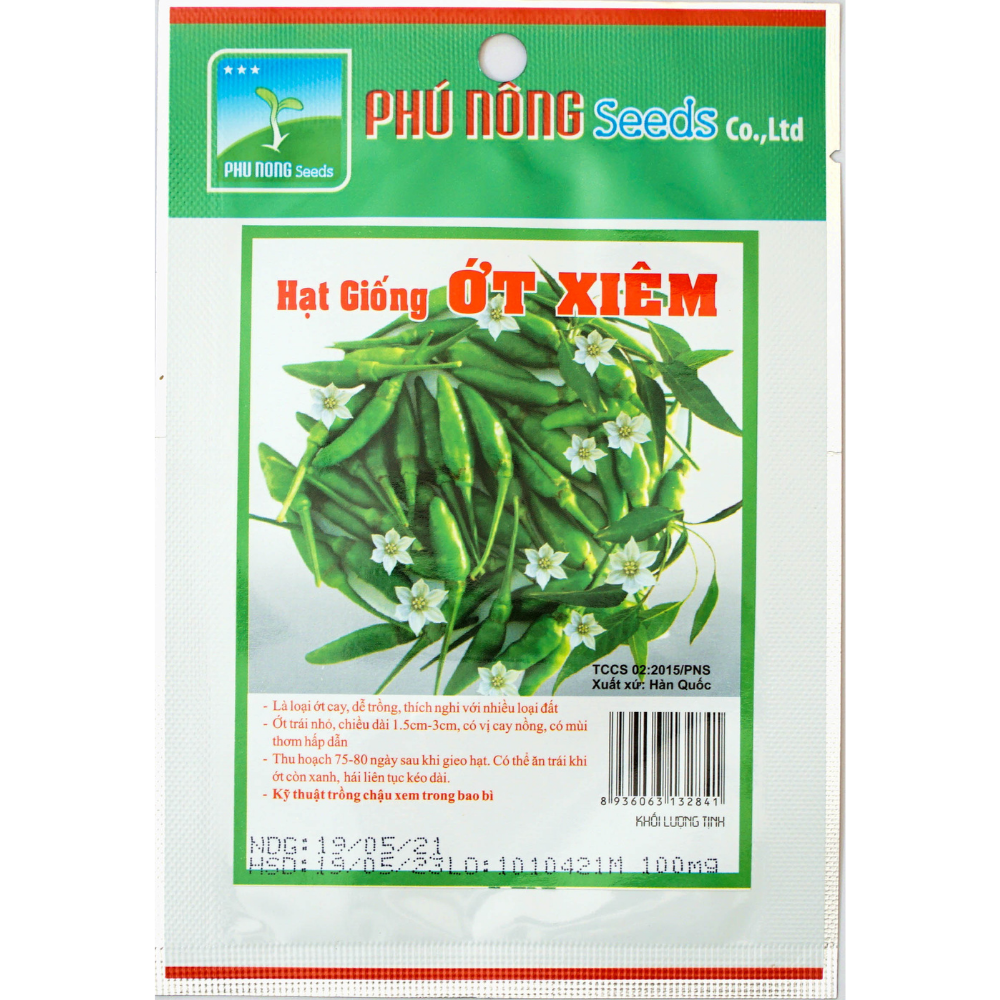 PHU NONG Seeds
PHÚ NÔNG Seeds Co.,Ltd
Hạt Giống ỚT XIÊM
TCCS 02:2015/PNS
Xuất xứ: Hàn Quốc
- Là loại ớt cay, dễ trồng, thích nghi với nhiều loại đất
- Ớt trái nhỏ, chiều dài 1.5cm-3cm, có vị cay nồng, có mùi
thơm hấp dẫn
- Thu hoạch 75-80 ngày sau khi gieo hạt. Có thể ăn trái khi
ớt còn xanh, hái liên tục kéo dài.
- Kỹ thuật trồng chậu xem trong bao bì
8 936063 132841
KHỐI LƯỢNG TỊNH
NDG:19/05/21
HSD:19/05/23LO:1010421M 100mg